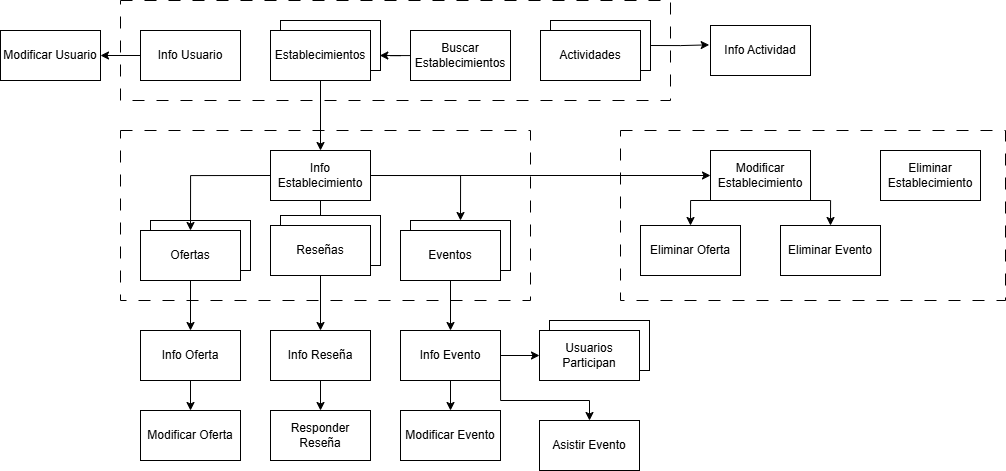 Modificar Usuario
Info Usuario
Establecimientos
Buscar
Establecimientos
Actividades
Info Actividad
Info
Establecimiento
Modificar
Establecimiento
Eliminar
Establecimiento
Ofertas
Reseñas
Eventos
Eliminar Oferta
Eliminar Evento
Info Oferta
Info Reseña
Info Evento
Usuarios
Participan
Modificar Oferta
Responder
Reseña
Modificar Evento
Asistir Evento